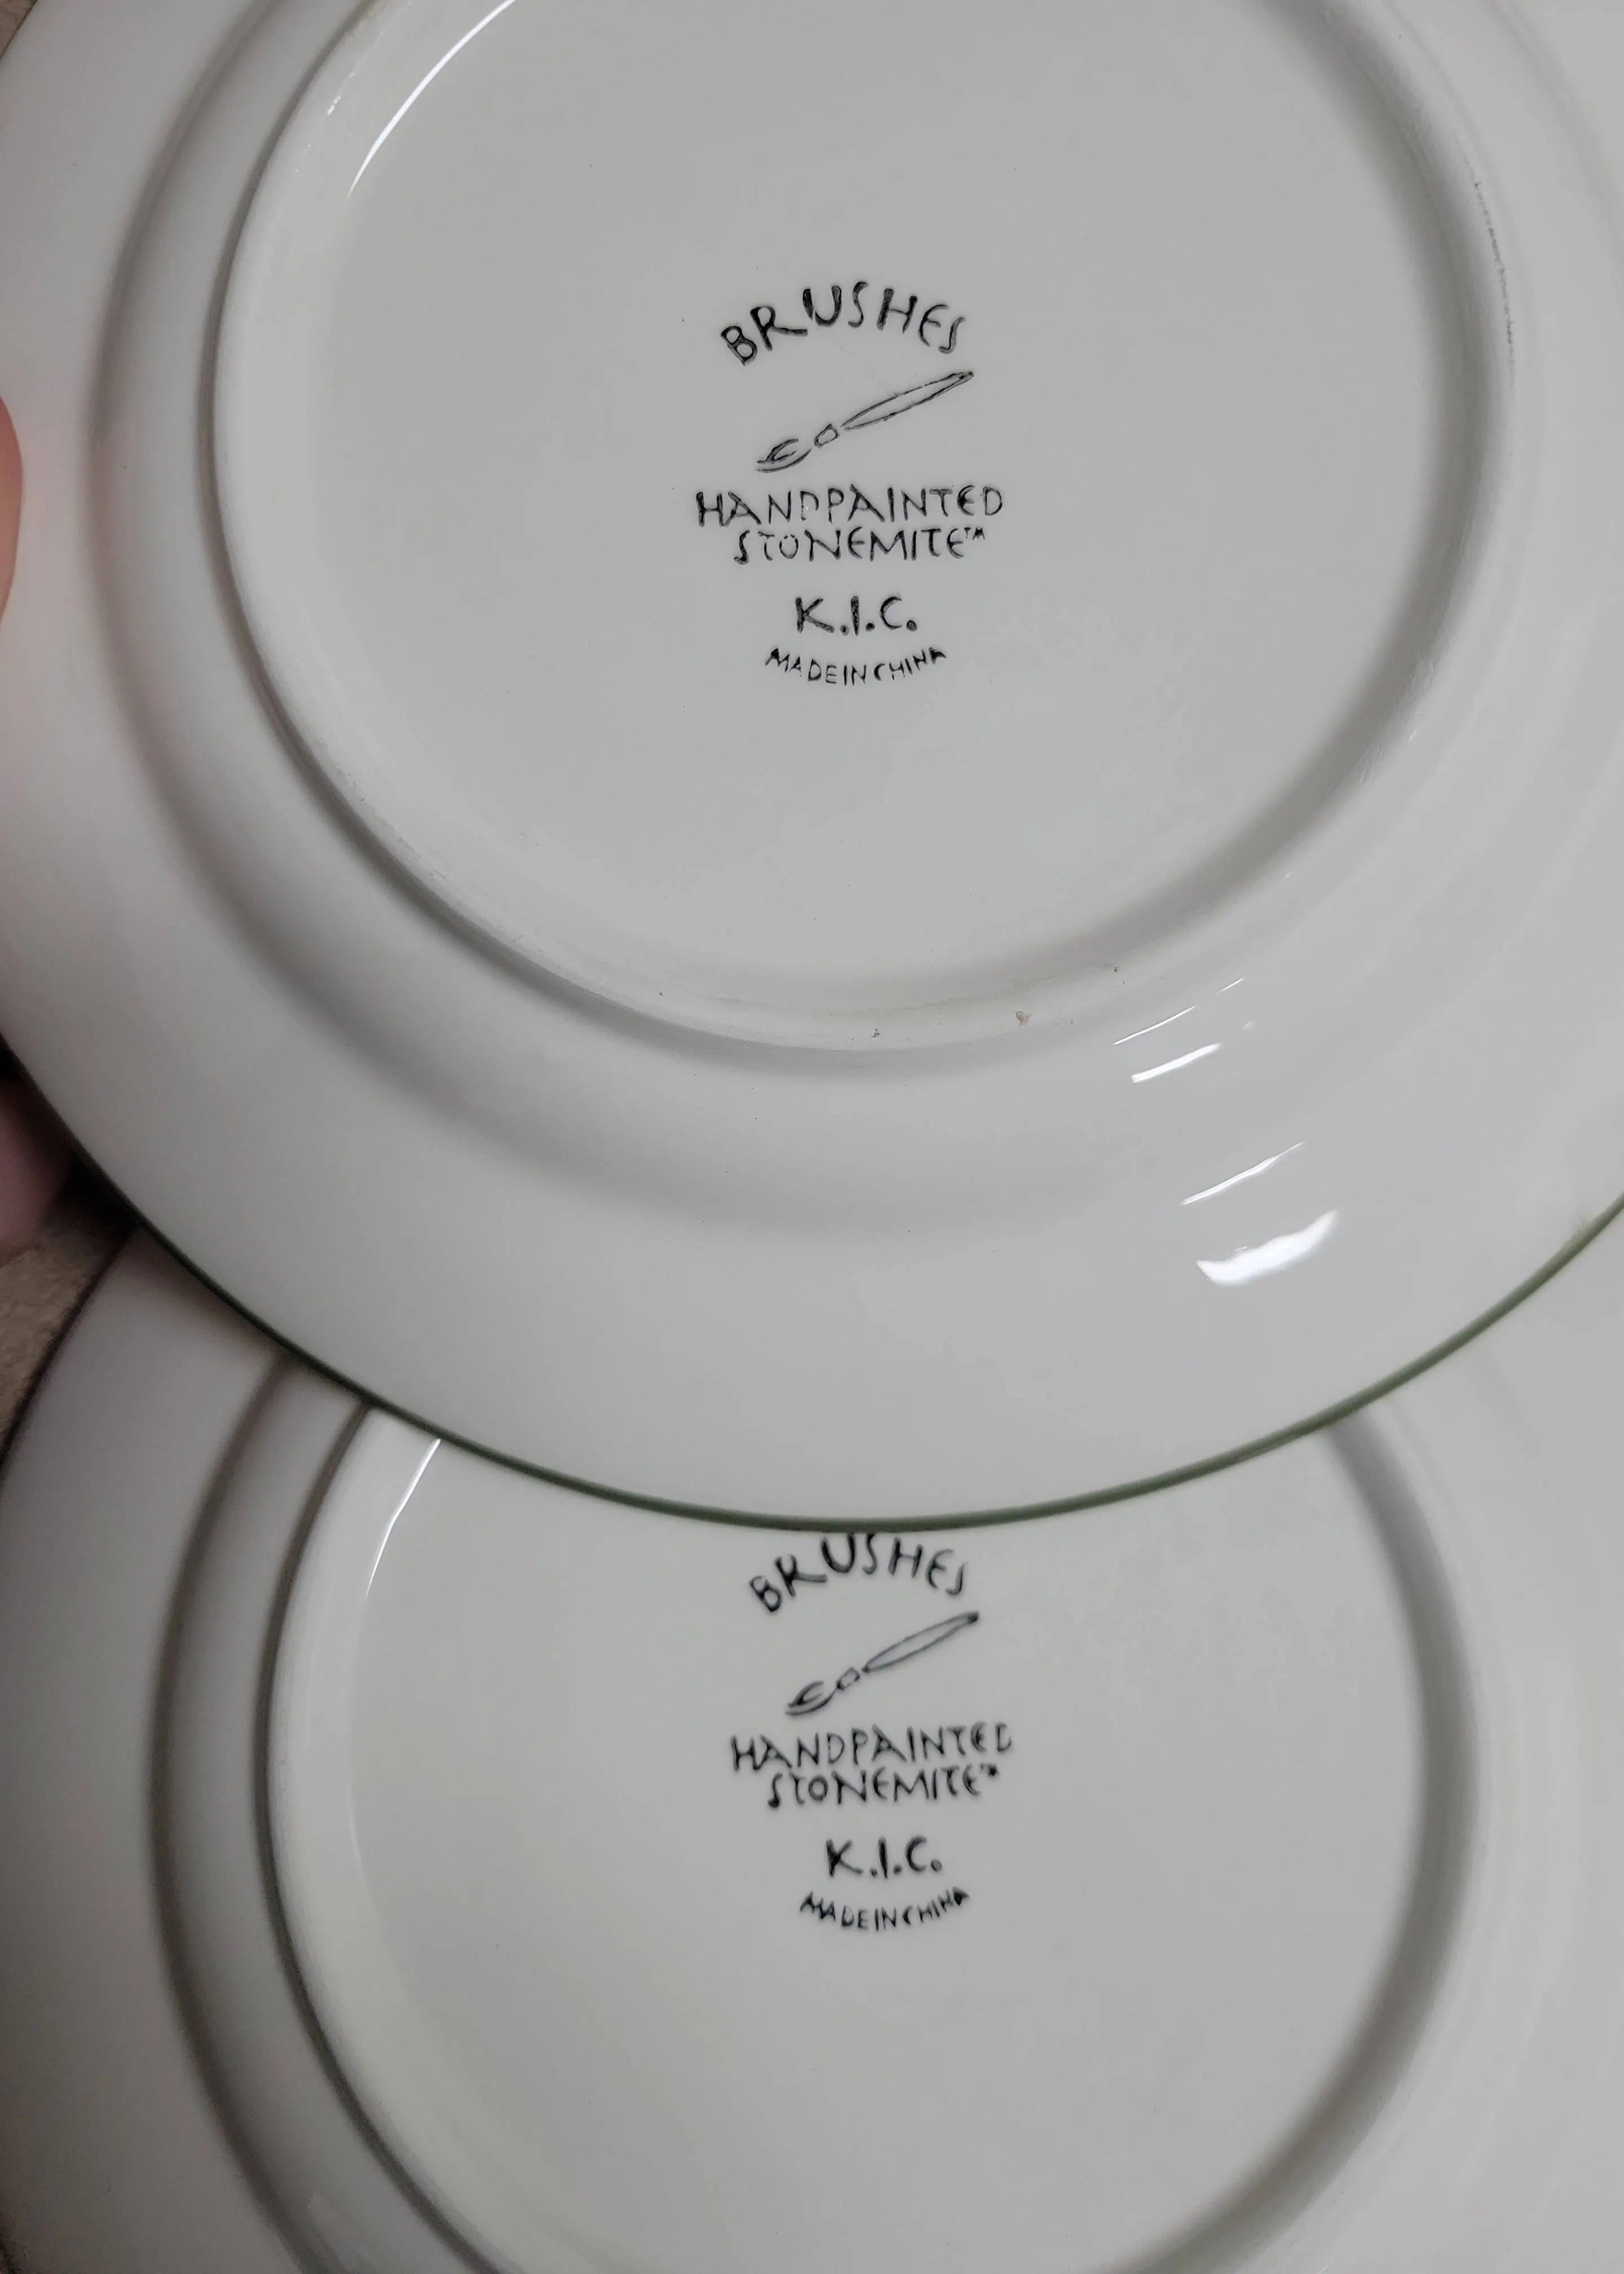 BRUSHES
HANDPAINTED
STONEMITE™
K.I.C.
MADE IN CHINA
BRUSHES
HANDPAINTED
STONEMITE™
K.I.C.
MADE IN CHINA